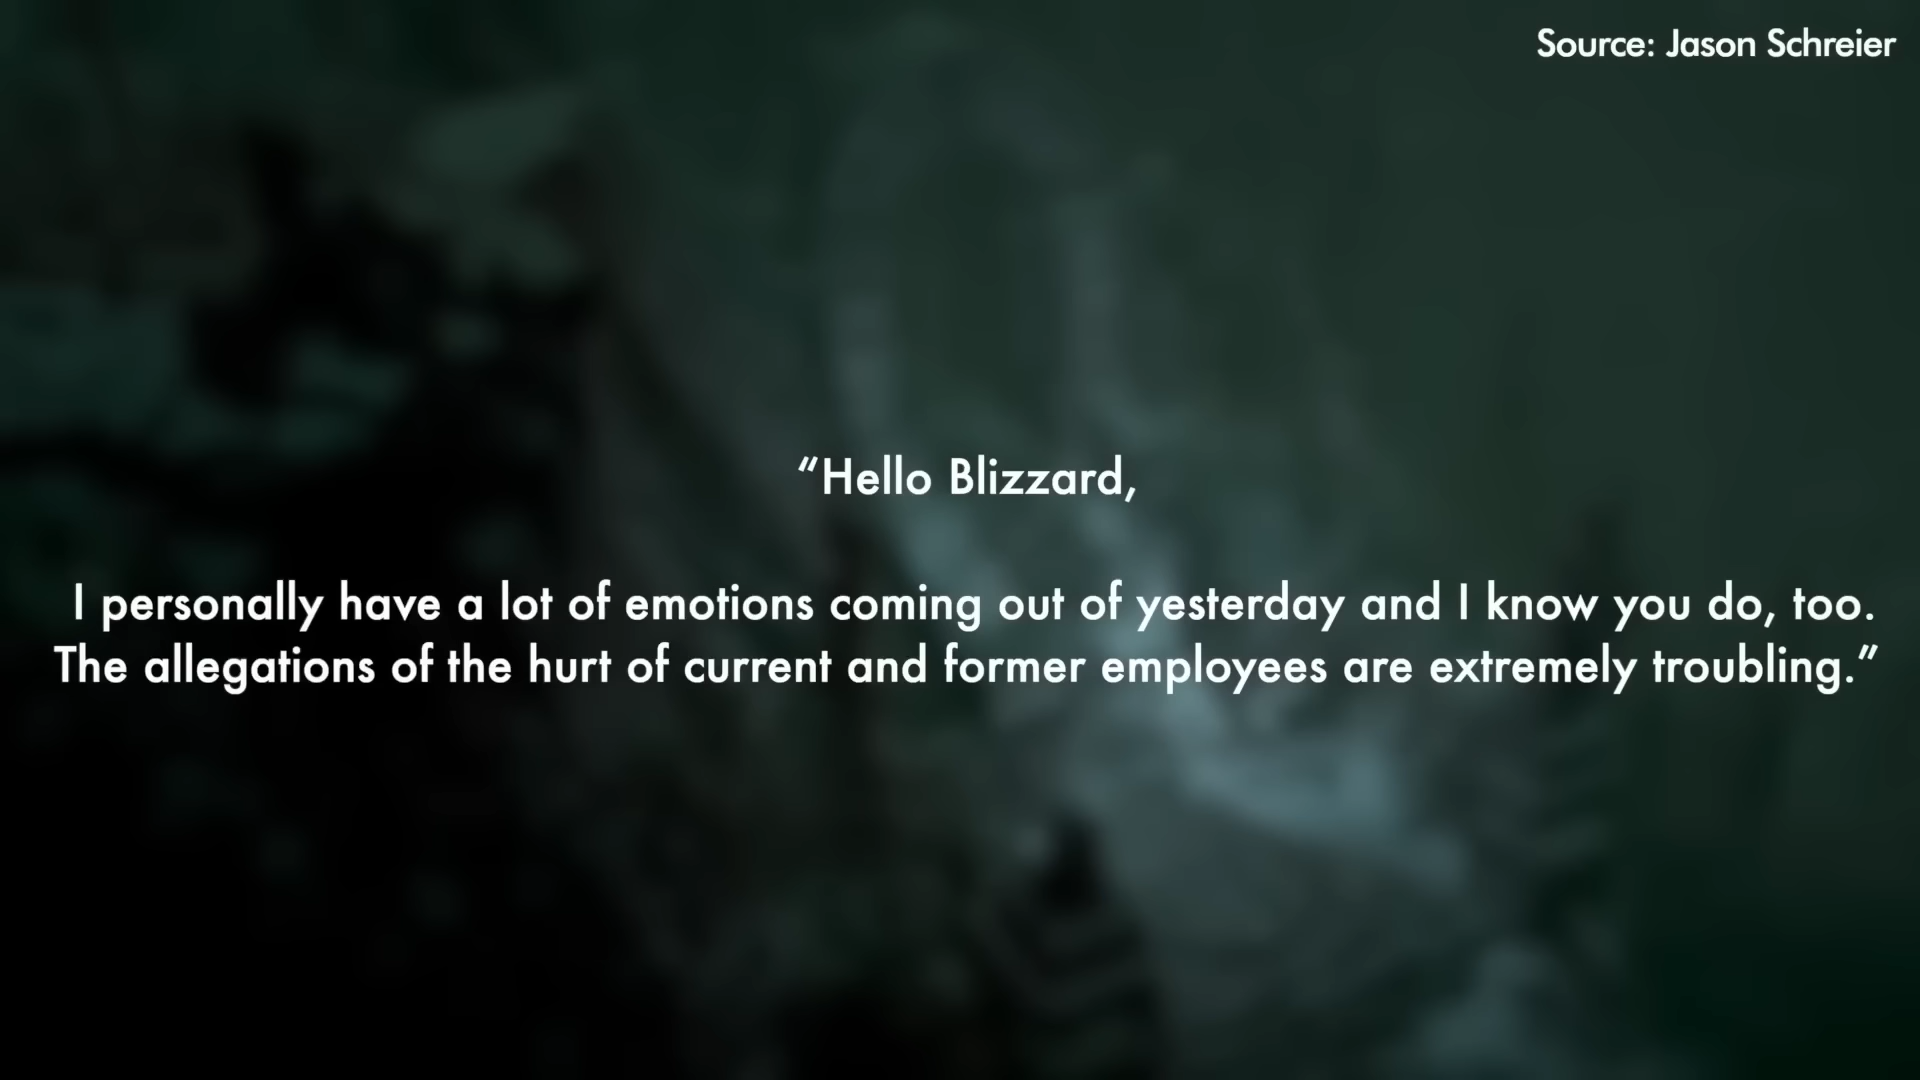 Source: Jason Schreier
“Hello Blizzard,
I personally have a lot of emotions coming out of yesterday and I know you do, too.
The allegations of the hurt of current and former employees are extremely troubling.”